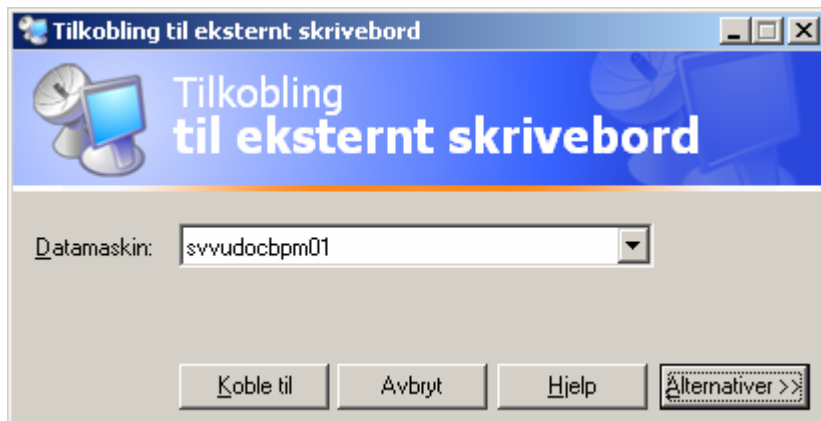 Tilkobling til eksternt skrivebord
Tilkobling
til eksternt skrivebord
Datamaskin: svvudocbpm01
Koble til Avbryt Hjelp Alternativer >>